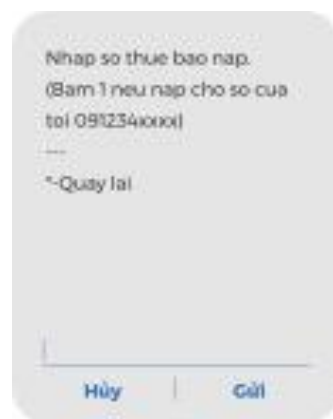 Nhap so thue bao nap.
(Bam 1 neu nap cho so cua
toi 091234xxxx)
---
*-Quay lai
Hủy
Gửi